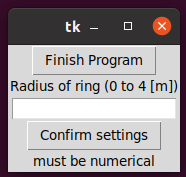 tk
Finish Program
Radius of ring (0 to 4 [m])
Confirm settings
must be numerical